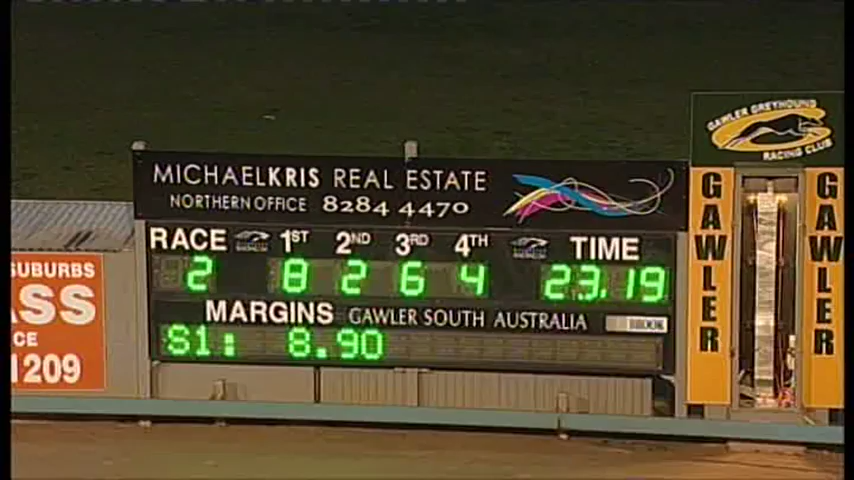 GAWLER GREYHOUND
RACING CLUB
MICHAELKRIS REAL ESTATE
NORTHERN OFFICE 8284 4470
RACE 1ST 2ND 3RD 4TH TIME
2 8 2 6 4 23.19
MARGINS GAWLER SOUTH AUSTRALIA
S1: 8.90
SUBURBS
ASS
CE
1209
GAWLER
GAWLER